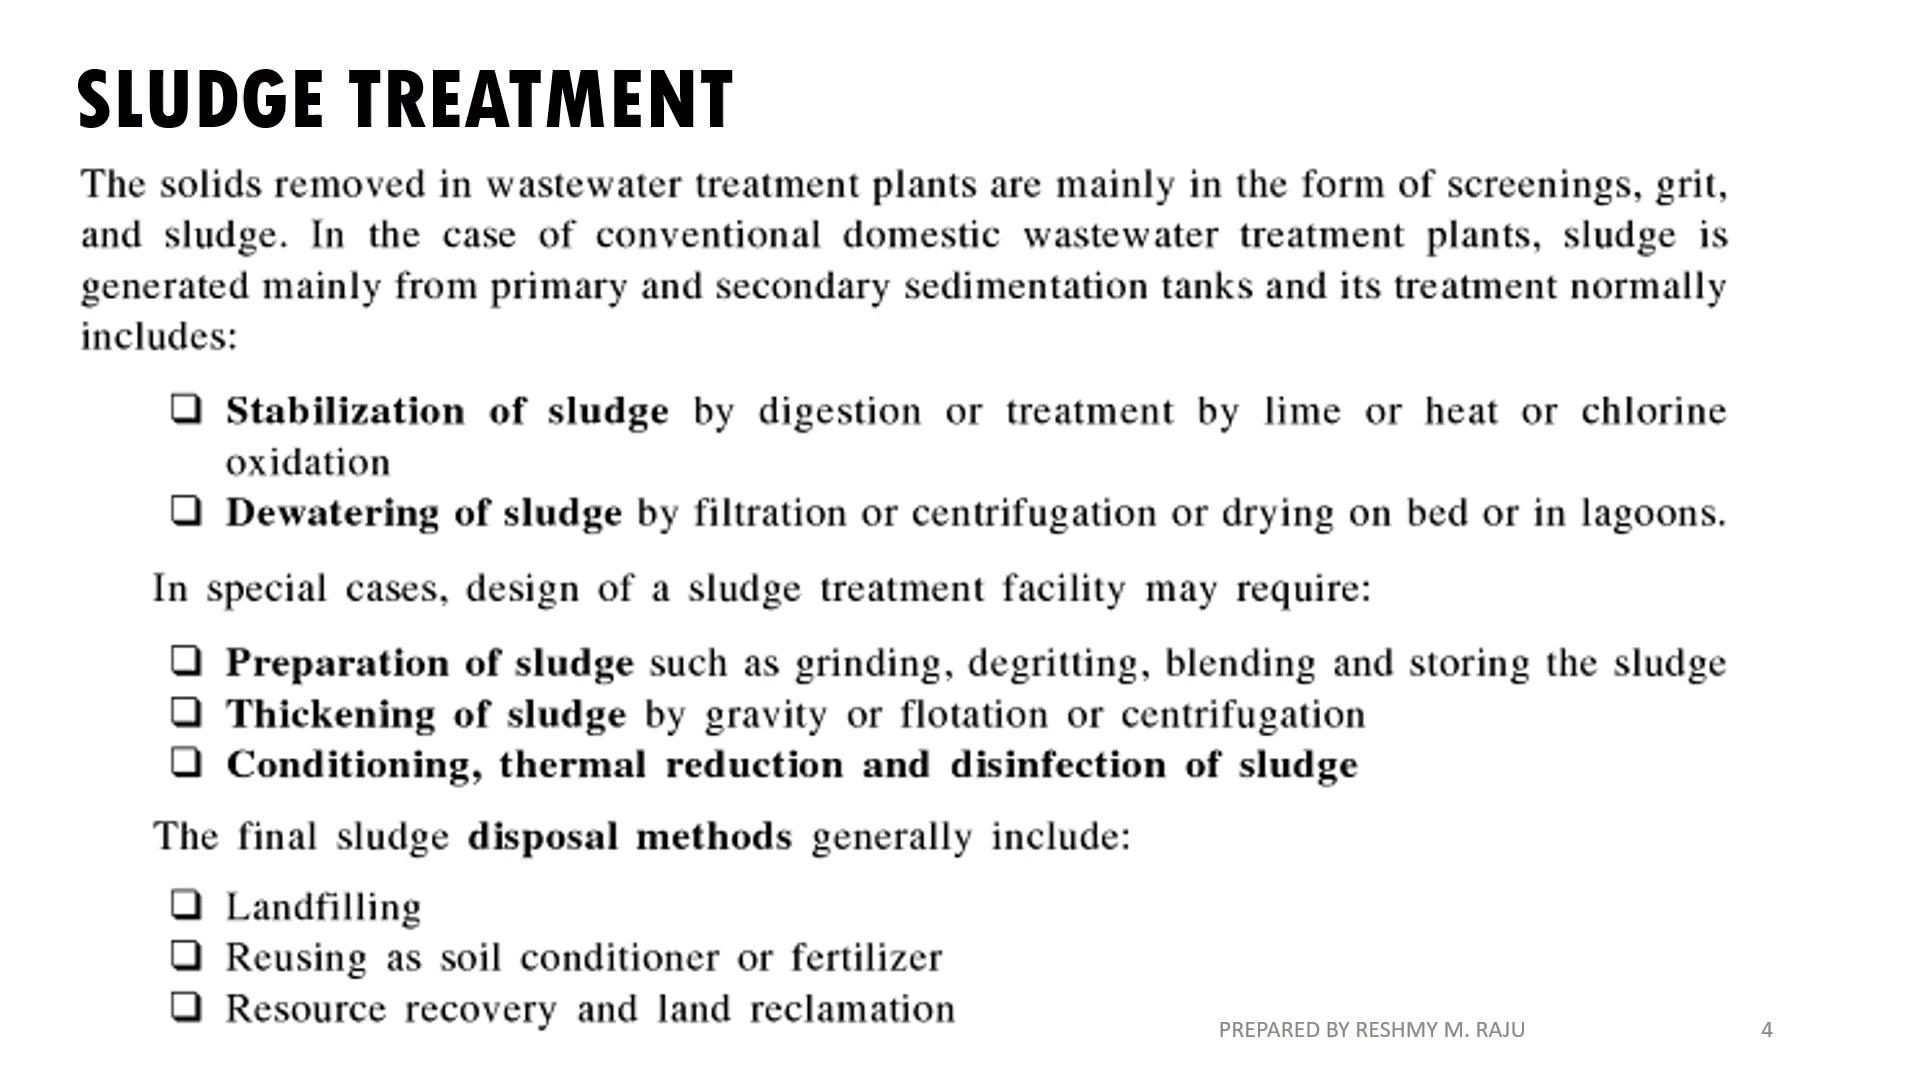 SLUDGE TREATMENT
The solids removed in wastewater treatment plants are mainly in the form of screenings, grit,
and sludge. In the case of conventional domestic wastewater treatment plants, sludge is
generated mainly from primary and secondary sedimentation tanks and its treatment normally
includes:
❑ Stabilization of sludge by digestion or treatment by lime or heat or chlorine
oxidation
❑ Dewatering of sludge by filtration or centrifugation or drying on bed or in lagoons.
In special cases, design of a sludge treatment facility may require:
❑ Preparation of sludge such as grinding, degritting, blending and storing the sludge
❑ Thickening of sludge by gravity or flotation or centrifugation
❑ Conditioning, thermal reduction and disinfection of sludge
The final sludge disposal methods generally include:
❑ Landfilling
❑ Reusing as soil conditioner or fertilizer
❑ Resource recovery and land reclamation
PREPARED BY RESHMY M. RAJU 4